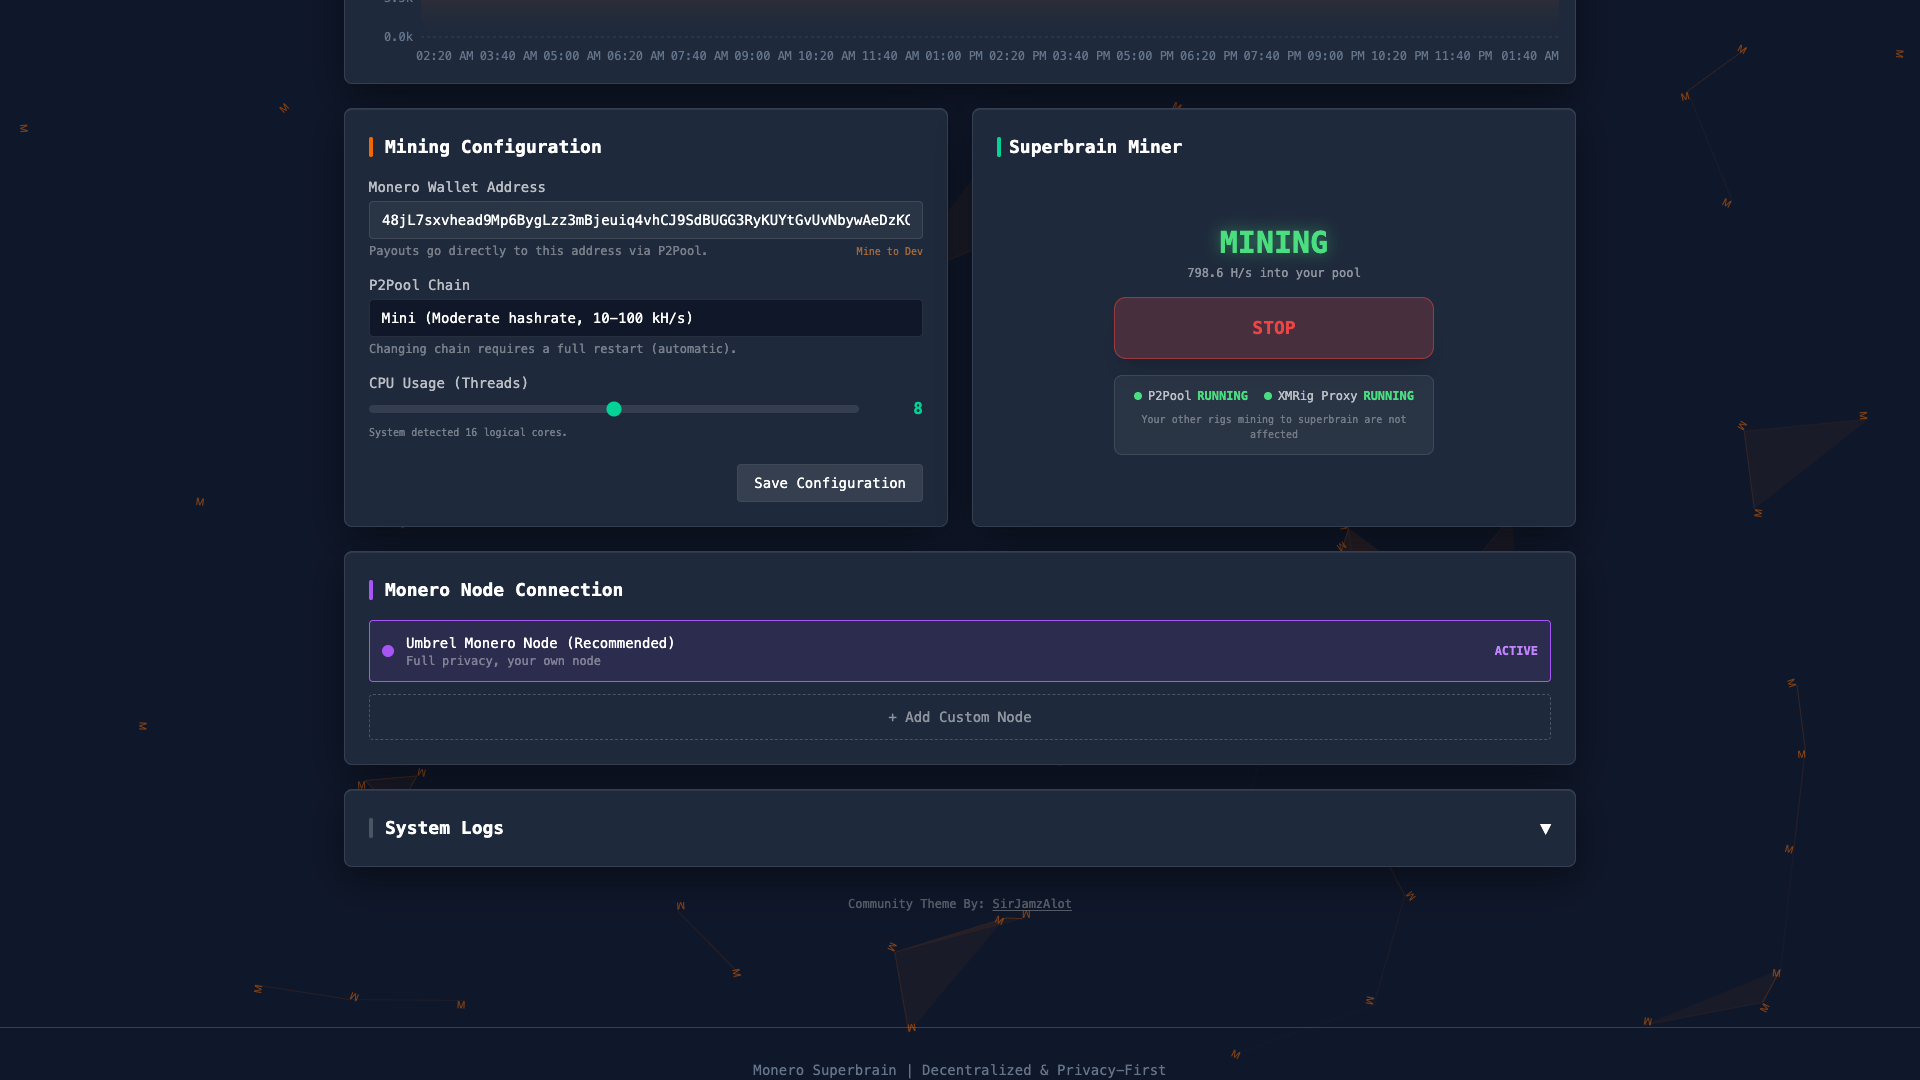 0.0k
02:20 AM 03:40 AM 05:00 AM 06:20 AM 07:40 AM 09:00 AM 10:20 AM 11:40 AM 01:00 PM 02:20 PM 03:40 PM 05:00 PM 06:20 PM 07:40 PM 09:00 PM 10:20 PM 11:40 PM 01:40 AM
Mining Configuration
Monero Wallet Address
48jL7sxvhead9Mp6BygLzz3mBjeuiq4vhCJ9SdBUGG3RyKUYtGvUvNbywAeDzK
Payouts go directly to this address via P2Pool.
Mine to Dev
P2Pool Chain
Mini (Moderate hashrate, 10–100 kH/s)
Changing chain requires a full restart (automatic).
CPU Usage (Threads)
8
System detected 16 logical cores.
Save Configuration
Superbrain Miner
MINING
798.6 H/s into your pool
STOP
P2Pool RUNNING XMRig Proxy RUNNING
Your other rigs mining to superbrain are not
affected
Monero Node Connection
Umbrel Monero Node (Recommended)
Full privacy, your own node
ACTIVE
+ Add Custom Node
System Logs
▼
Community Theme By: SirJamzAlot
Monero Superbrain | Decentralized & Privacy–First